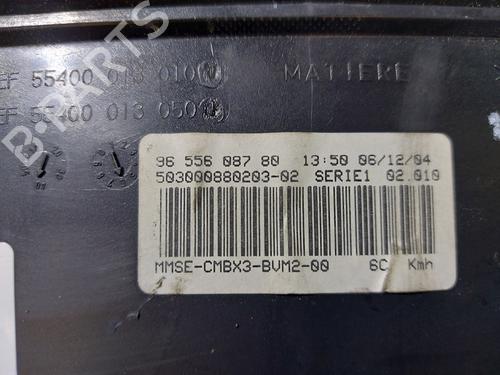 EF 55400 013 010
MATIERE
EF 55400 013 050
B-PARTS
96 556 087 80 13:50 06/12/04
503000880203-02 SERIE1 02.010
MMSE-CMBX3-BVM2-00 6C Kmh